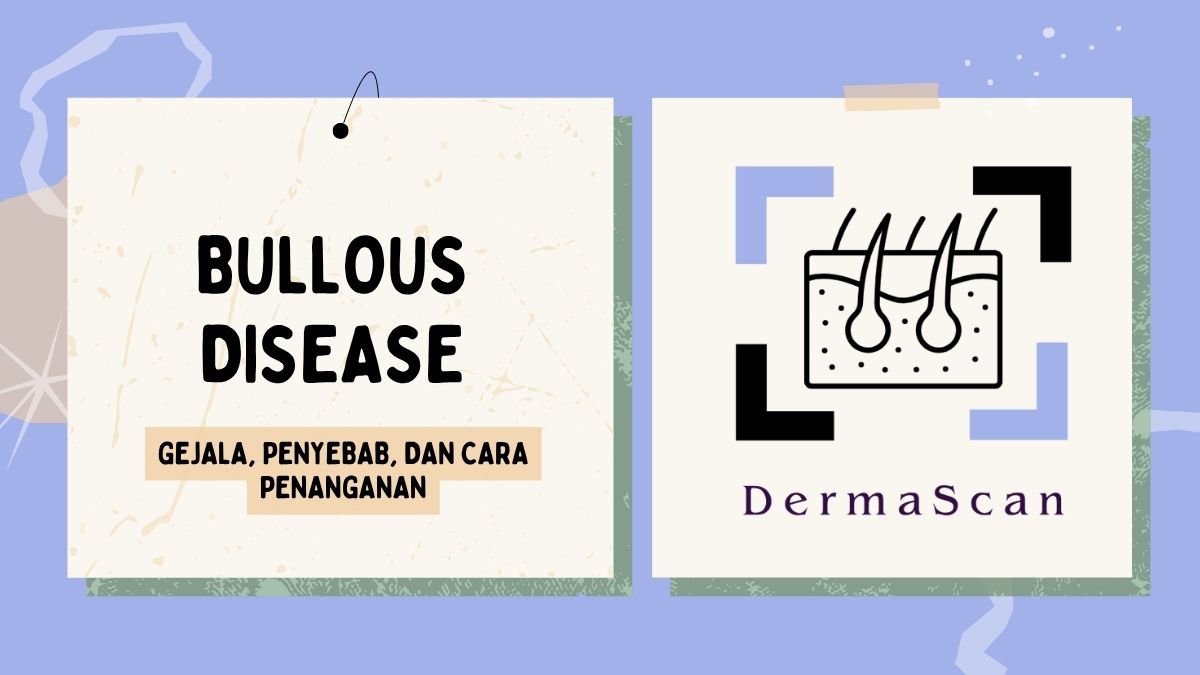 BULLOUS
DISEASE
GEJALA, PENYEBAB, DAN CARA
PENANGANAN
DermaScan